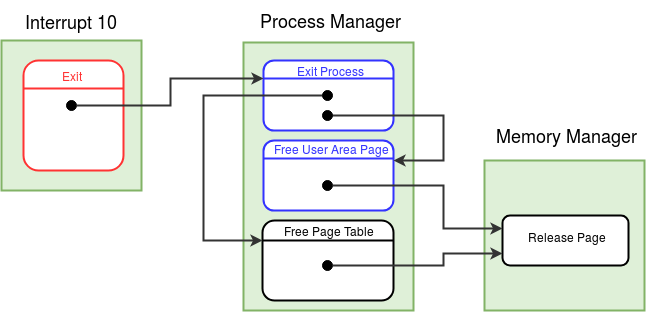 Interrupt 10
Exit
Process Manager
Exit Process
Free User Area Page
Free Page Table
Memory Manager
Release Page